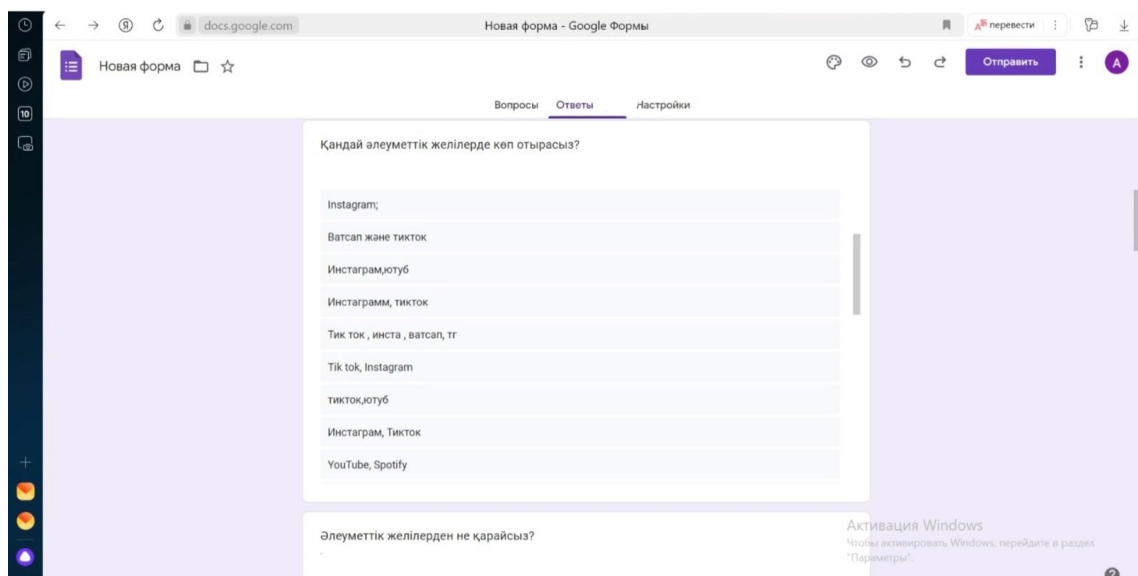 docs.google.com
Новая форма - Google Формы
перевести
Новая форма
Отправить
А
10
Вопросы Ответы Настройки
Қандай әлеуметтік желілерде көп отырасыз?
Instagram;
Ватсап және тикток
Инстаграм,ютуб
Инстаграмм, тикток
Тик ток , инста , ватсап, тг
Tik tok, Instagram
тикток,ютуб
Инстаграм, Тикток
YouTube, Spotify
Әлеуметтік желілерден не қарайсыз?
Активация Windows
Чтобы активировать Windows, перейдите в раздел
"Параметры".